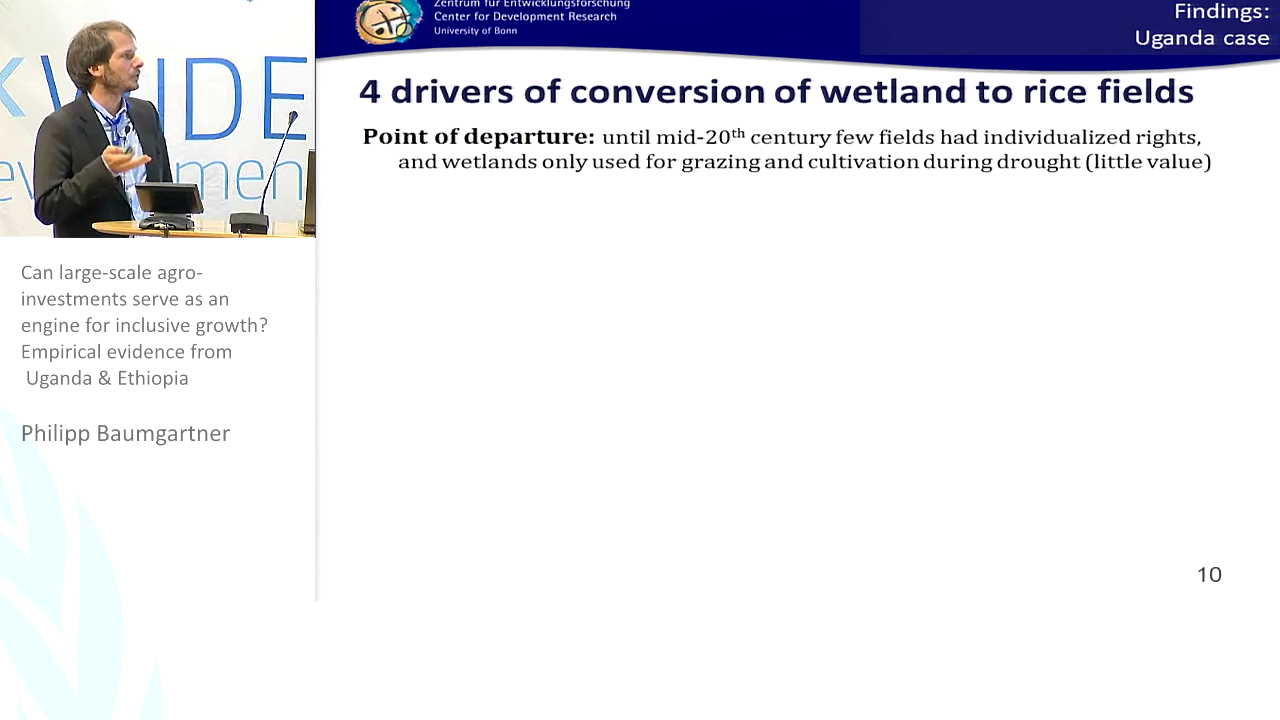 WIDE
ev
men
Zentrum für Entwicklungsforschung
Center for Development Research
University of Bonn
Findings:
Uganda case
4 drivers of conversion of wetland to rice fields
Point of departure: until mid-20th century few fields had individualized rights,
and wetlands only used for grazing and cultivation during drought (little value)
Can large-scale agro-
investments serve as an
engine for inclusive growth?
Empirical evidence from
Uganda & Ethiopia
Philipp Baumgartner
10